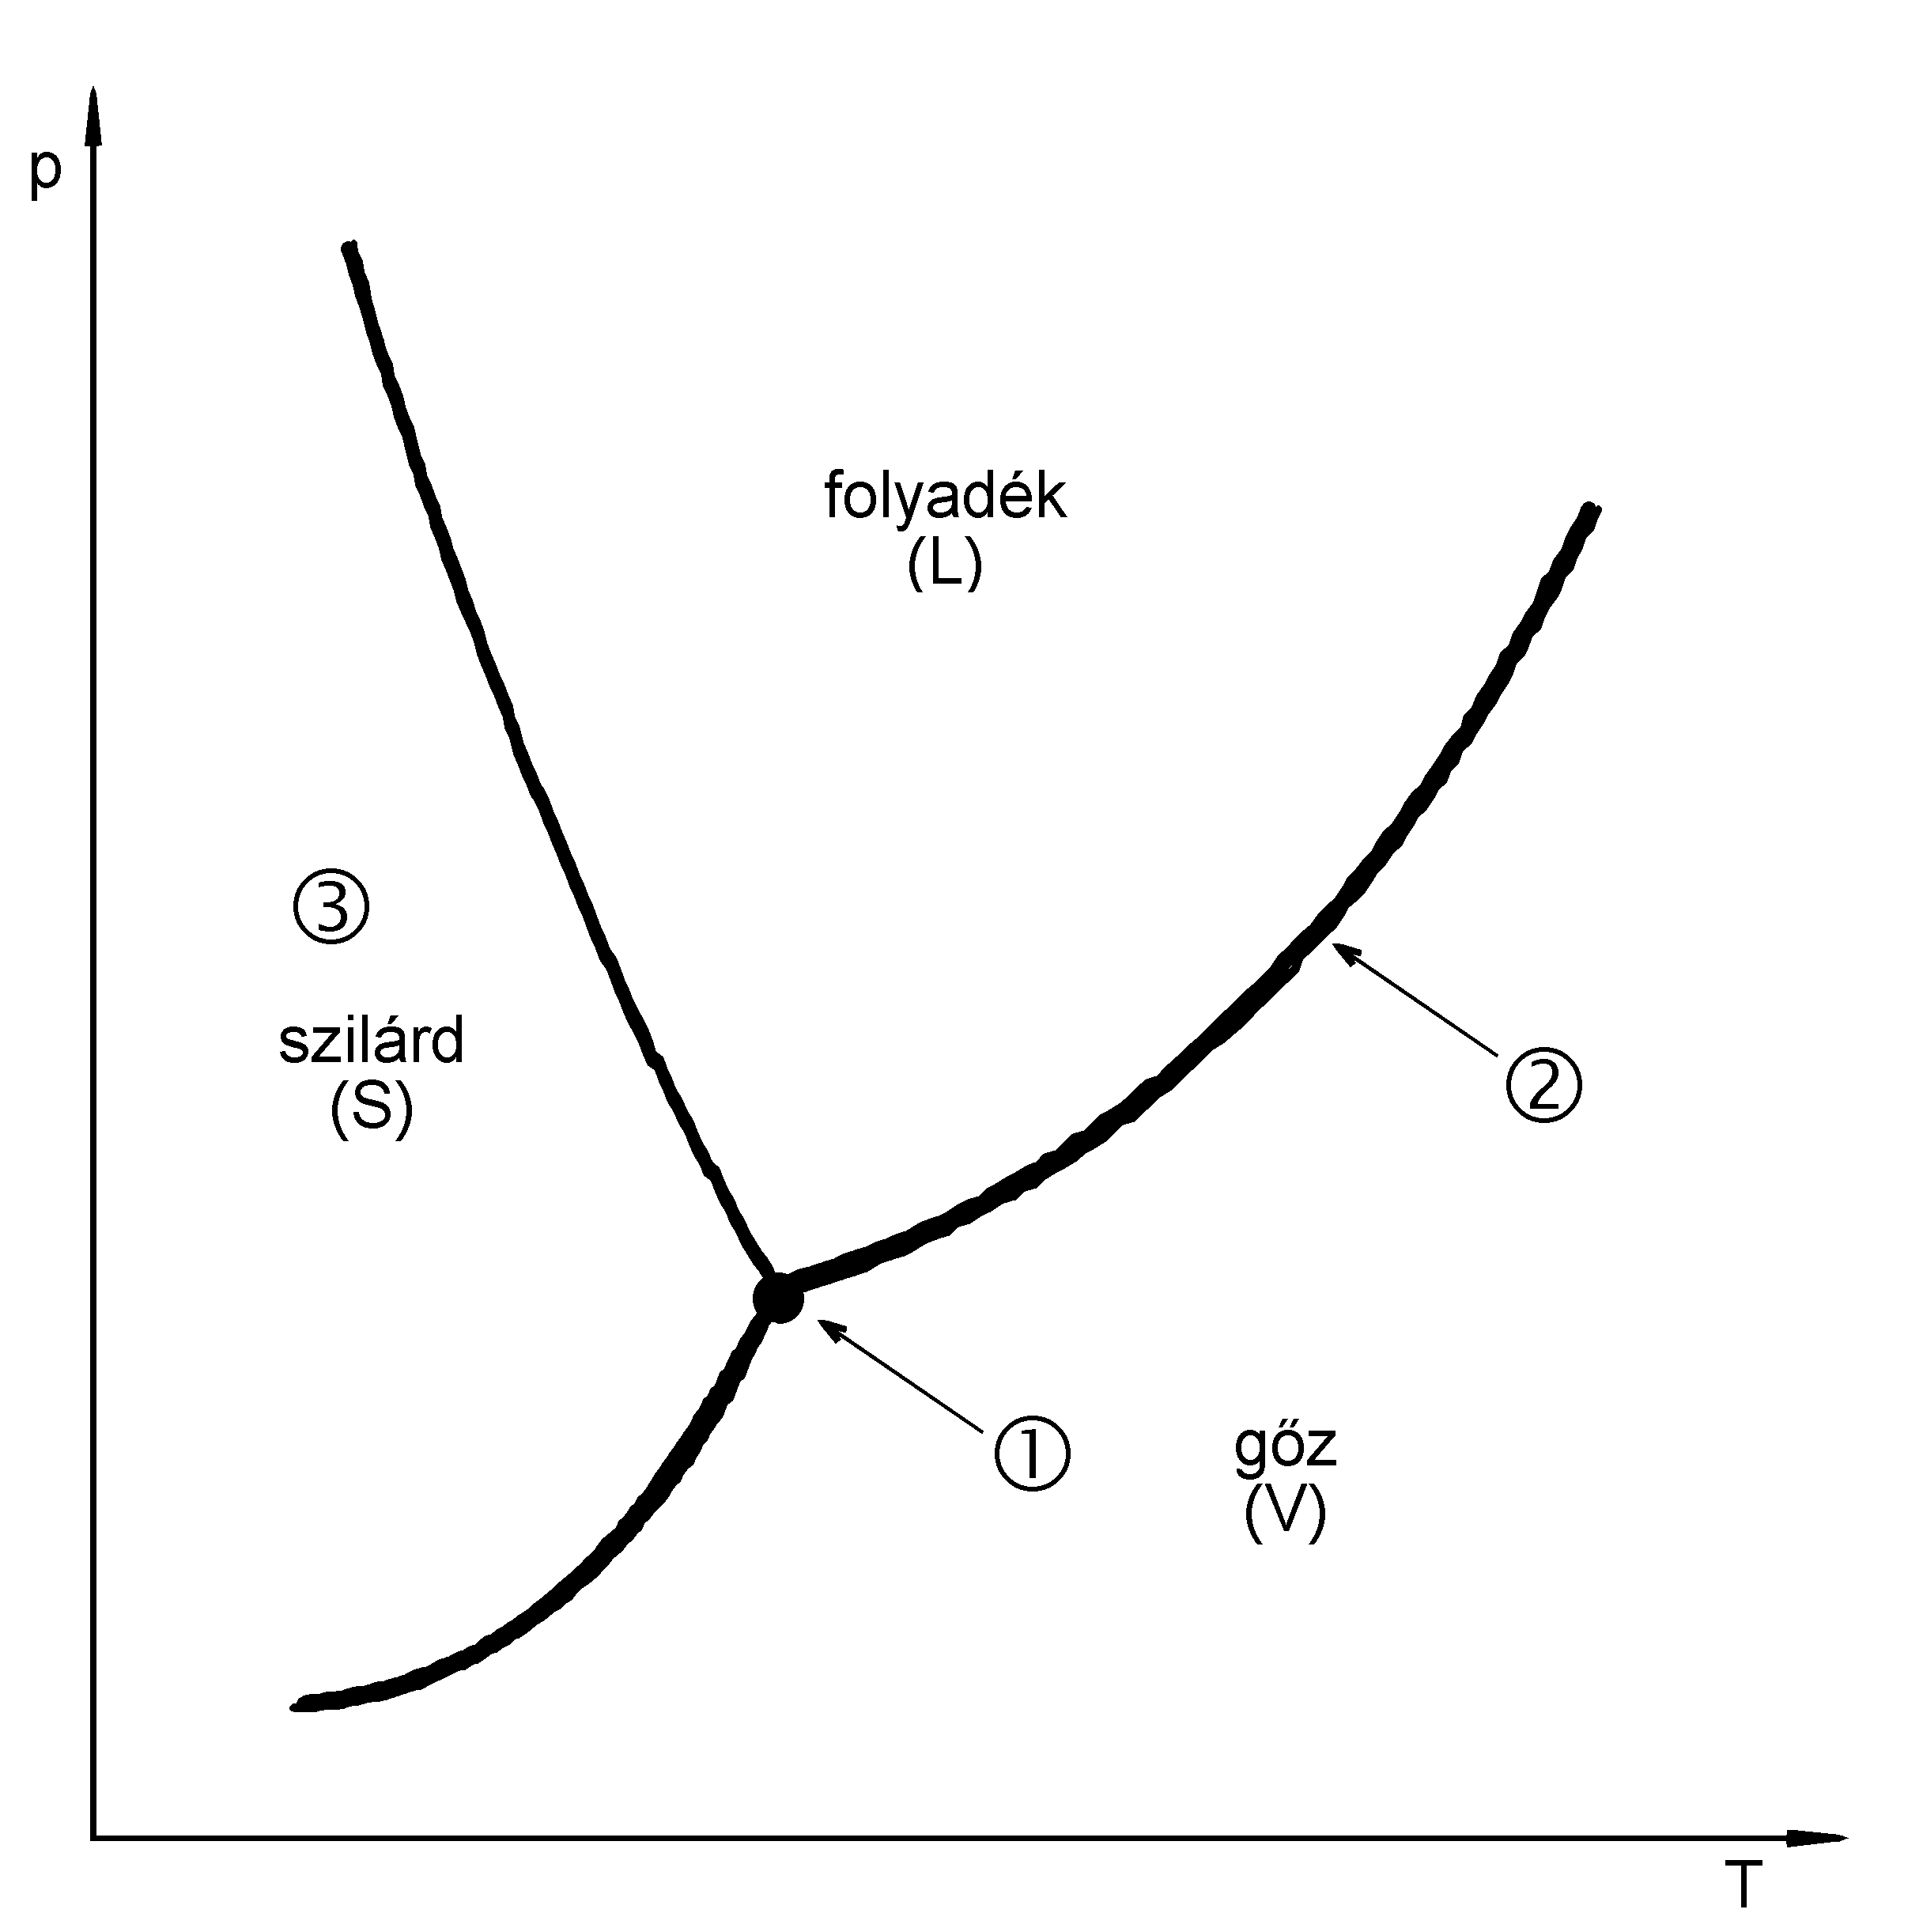 p
folyadék
(L)
③
szilárd
(S)
②
①
gőz
(V)
T